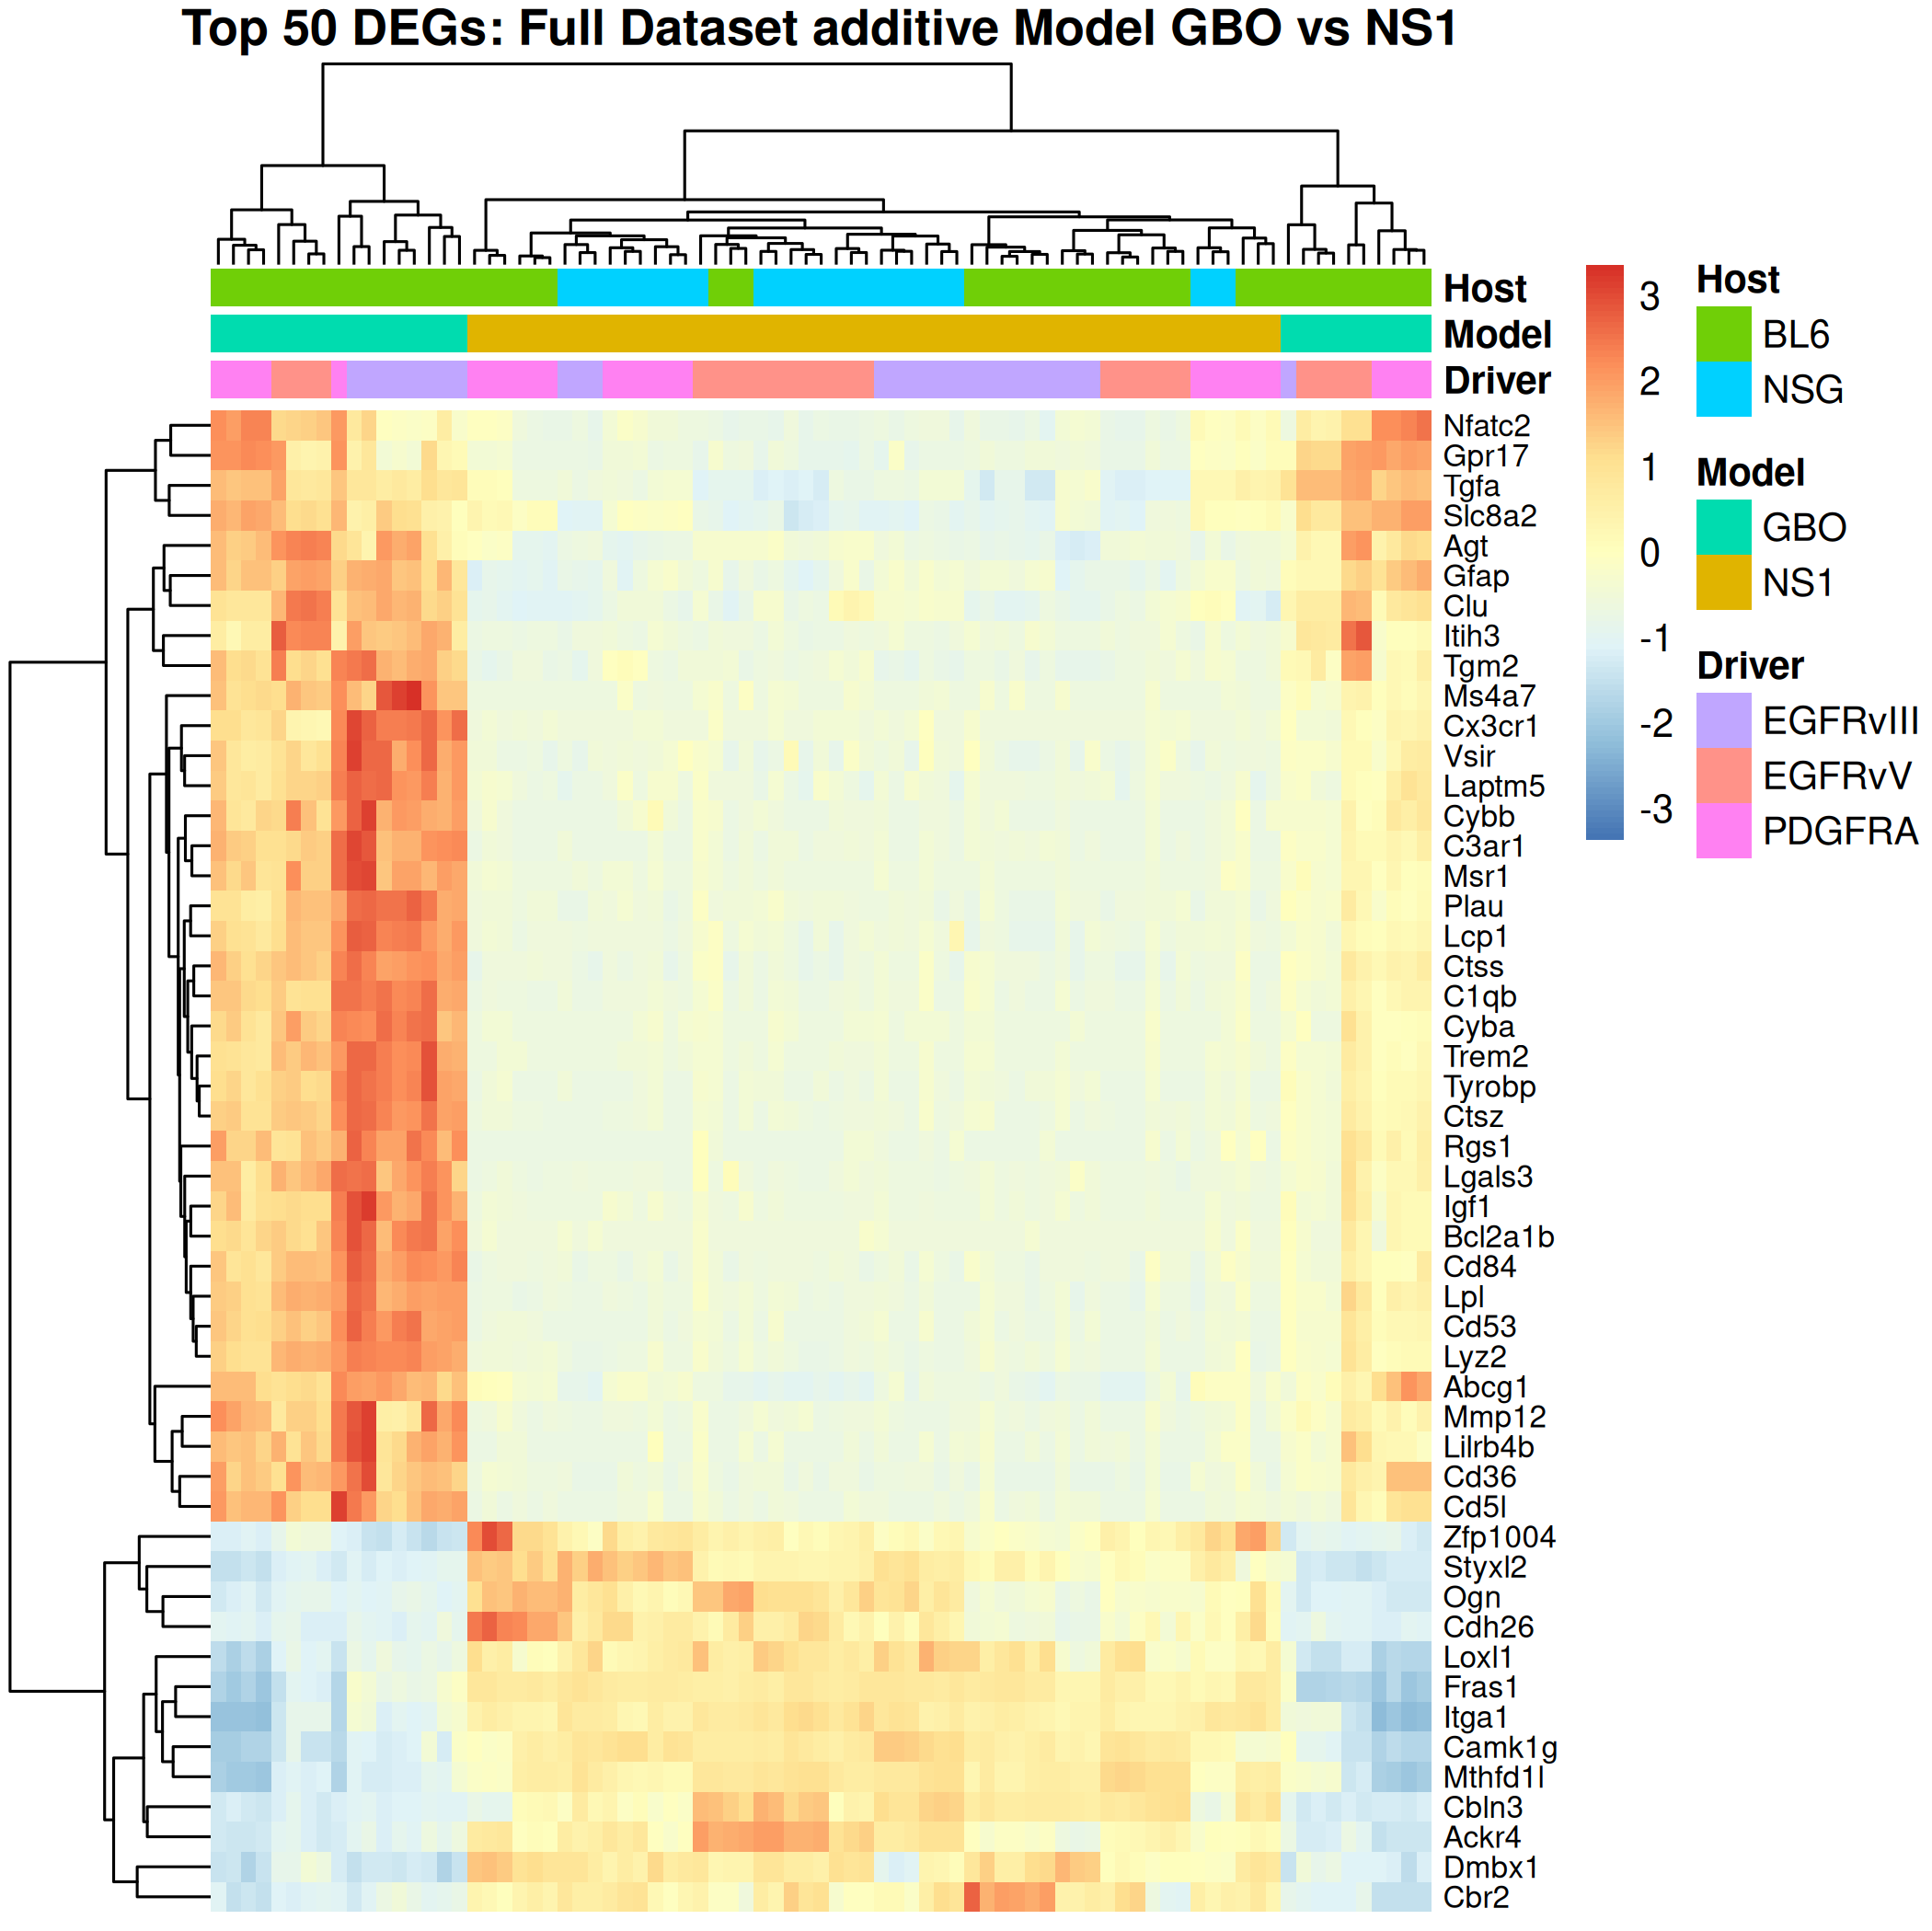 Top 50 DEGs: Full Dataset additive Model GBO vs NS1
Host
Model
Driver
Nfatc2
Gpr17
Tgfa
Slc8a2
Agt
Gfap
Clu
Itih3
Tgm2
Ms4a7
Cx3cr1
Vsir
Laptm5
Cybb
C3ar1
Msr1
Plau
Lcp1
Ctss
C1qb
Cyba
Trem2
Tyrobp
Ctsz
Rgs1
Lgals3
Igf1
Bcl2a1b
Cd84
Lpl
Cd53
Lyz2
Abcg1
Mmp12
Lilrb4b
Cd36
Cd5l
Zfp1004
Styxl2
Ogn
Cdh26
Loxl1
Fras1
Itga1
Camk1g
Mthfd1l
Cbln3
Ackr4
Dmbx1
Cbr2
3
2
1
0
-1
-2
-3
Host
BL6
NSG
Model
GBO
NS1
Driver
EGFRvIII
EGFRvV
PDGFRA